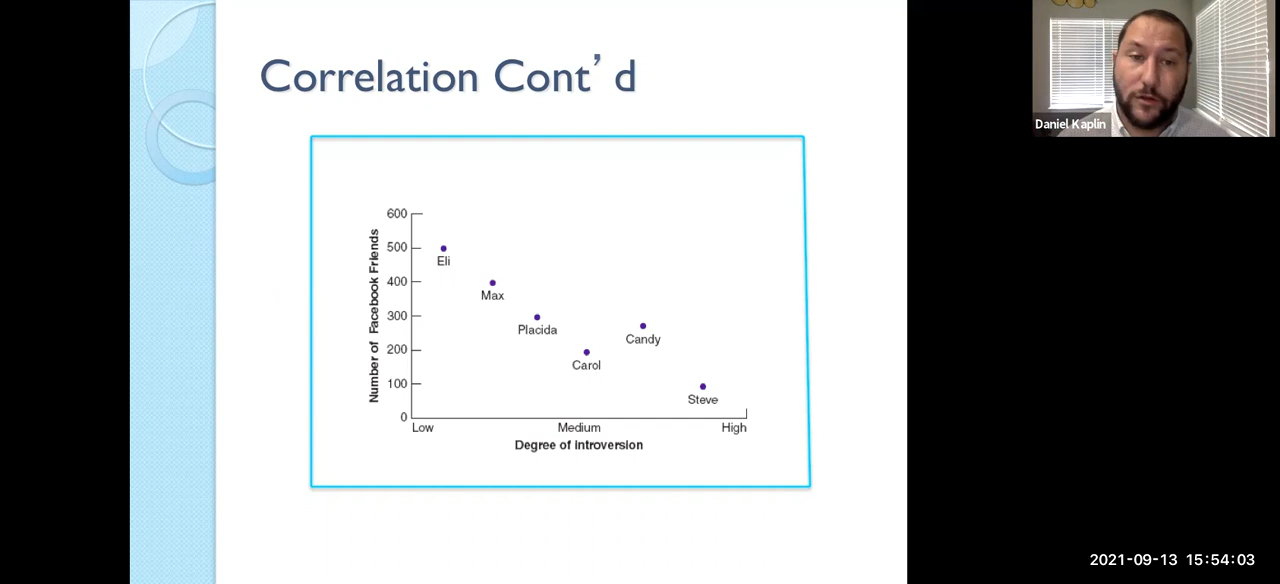 Correlation Cont’d
Daniel Kaplin
Number of Facebook Friends
600
500
400
300
200
100
0
Eli
Max
Placida
Carol
Candy
Steve
Low
Medium
High
Degree of introversion
2021-09-13 15:54:03